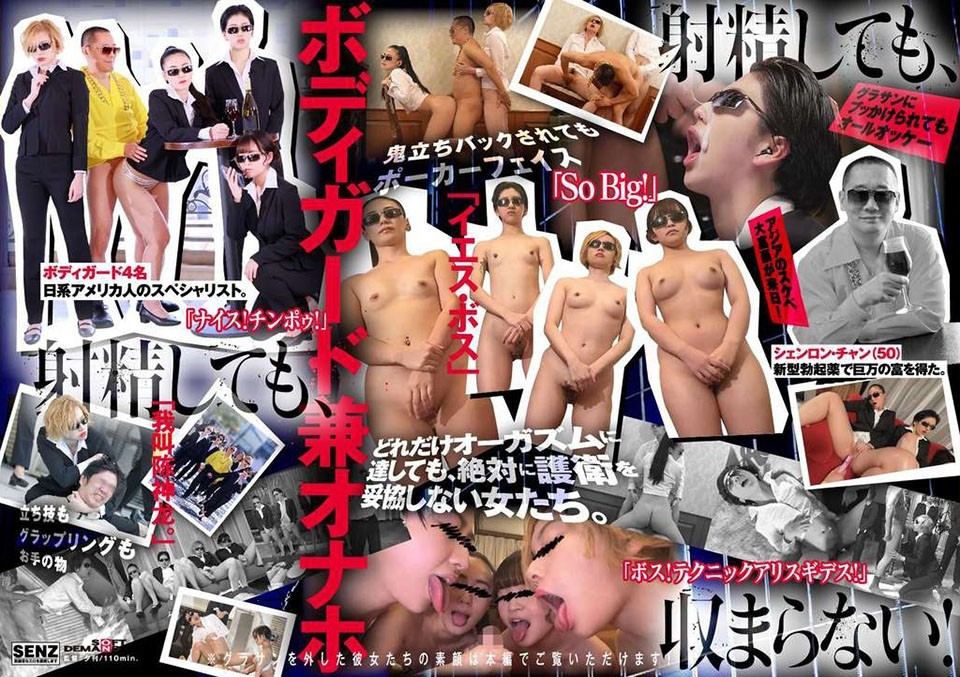 ボディガード兼オナホ
射精しても、
射精しても、
収まらない!
鬼立ちバックされても
ポーカーフェイス
「So Big!」
「イエス・ボス」
グラサンに
ブッかけられても
オールオッケー
アジアのスケベ
大富豪が来日!
シェンロン・チャン(50)
新型勃起薬で巨万の富を得た。
ボディガード4名
日系アメリカ人のスペシャリスト。
「ナイス!チンポゥ!」
「我叫陈神龙。」
立ち技も
グラップリングも
お手の物
どれだけオーガズムに
達しても、絶対に護衛を
妥協しない女たち。
「ボス!テクニックアリスギデス!」
※グラサンを外した彼女たちの素顔は本編でご覧いただけます!
SENZ
SOFT
ON
DEMAND
監督:夕刊/110min.